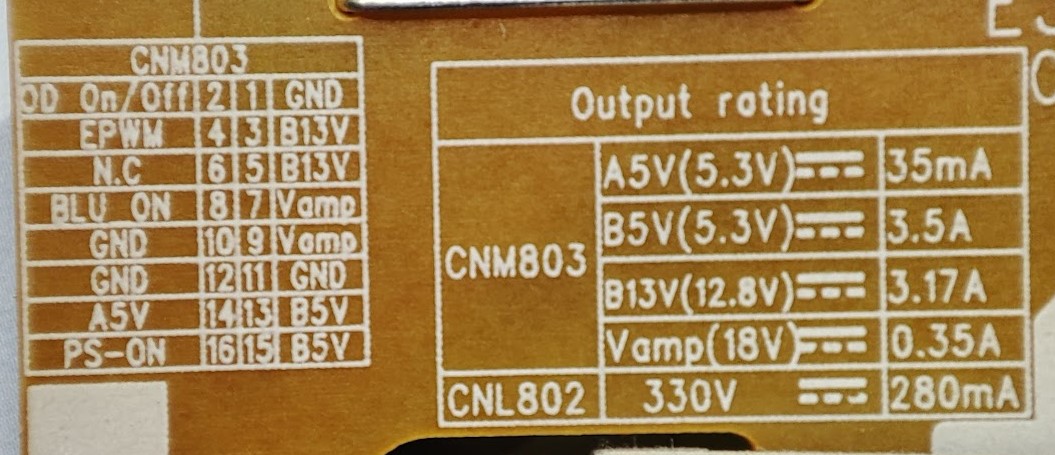 CNM803
OD On/Off 2 1 GND
EPWM 4 3 B13V
N.C 6 5 B13V
BLU_ON 8 7 Vamp
GND 10 9 Vamp
GND 12 11 GND
A5V 14 13 B5V
PS-ON 16 15 B5V
Output rating
CNM803
A5V(5.3V) 35mA
B5V(5.3V) 3.5A
B13V(12.8V) 3.17A
Vamp(18V) 0.35A
CNL802 330V 280mA